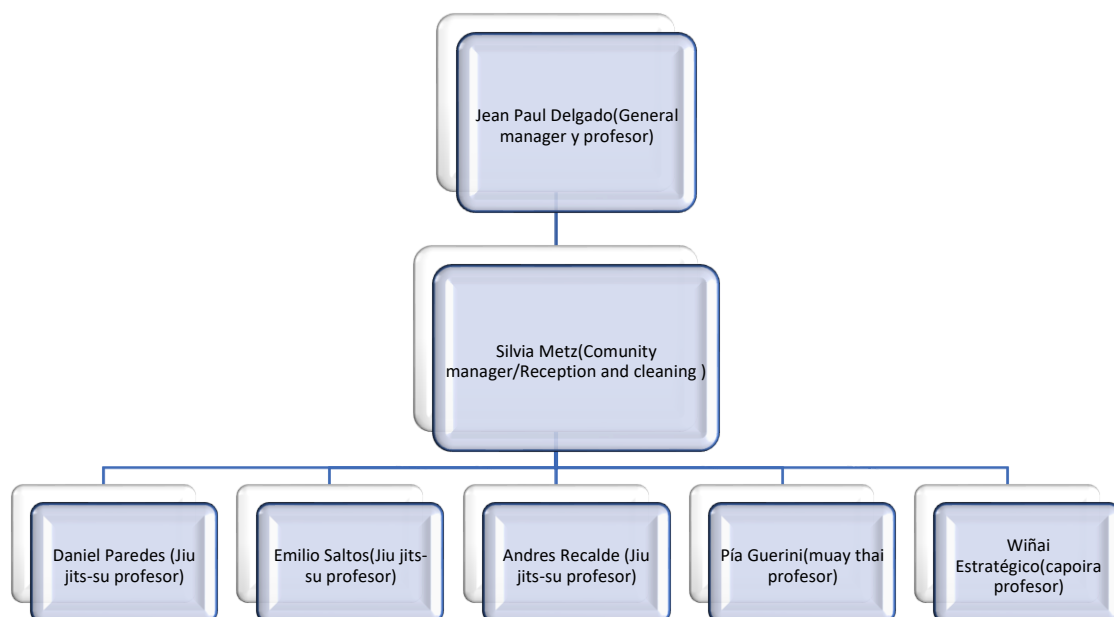 Jean Paul Delgado(General
manager y profesor)
Silvia Metz(Comunity
manager/Reception and cleaning )
Daniel Paredes (Jiu
jits-su profesor)
Emilio Saltos(Jiu jits-
su profesor)
Andres Recalde (Jiu
jits-su profesor)
Pía Guerini(muay thai
profesor)
Wiñai
Estratégico(capoira
profesor)